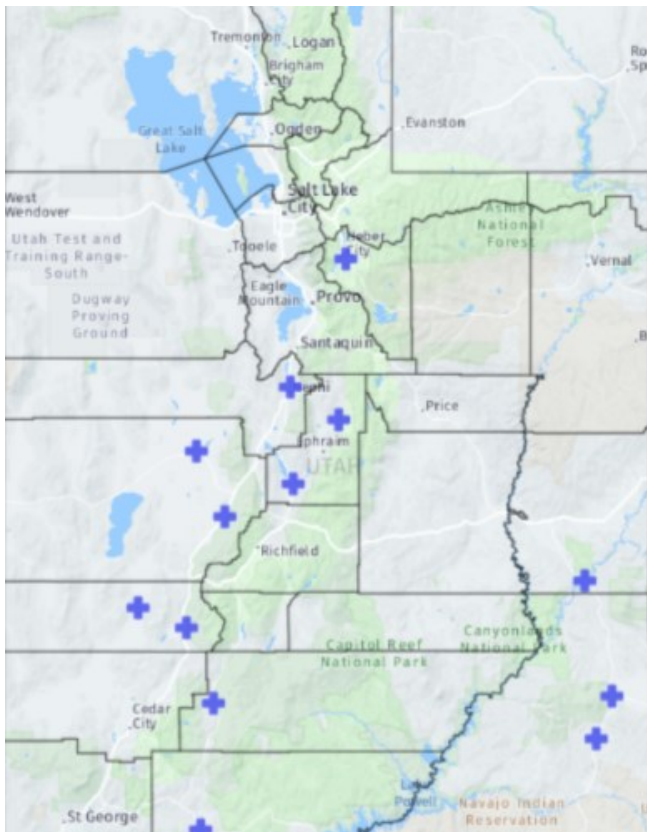 Tremonton
Logan
Brigham
City
Ogden
Evanston
Great Salt
Lake
Salt Lake
City
West
Wendover
Ashley
National
Forest
Utah Test and
Training Range-
South
Tooele
Heber
City
Vernal
Eagle
Mountain
Dugway
Proving
Ground
Provo
Santaquin
ephi
Price
Ephraim
UTAH
Richfield
Capitol Reef
National Park
Canyonlands
National Park
Cedar
City
Lake
Powell
St George
Navajo Indian
Reservation